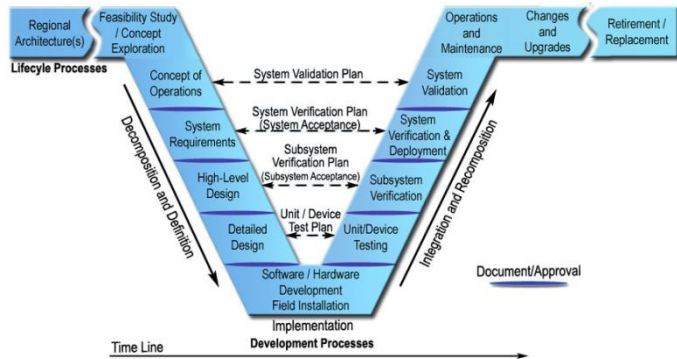 Regional
Architecture(s)
Feasibility Study
/ Concept
Exploration
Operations
and
Maintenance
Changes
and
Upgrades
Retirement /
Replacement
Lifecyle Processes
Concept of
Operations
System Validation Plan
System
Validation
System
Requirements
System Verification Plan
(System Acceptance)
System
Verification &
Deployment
High-Level
Design
Subsystem
Verification Plan
(Subsystem Acceptance)
Subsystem
Verification
Detailed
Design
Unit / Device
Test Plan
Unit/Device
Testing
Decomposition and Definition
Integration and Recomposition
Software / Hardware
Development
Field Installation
Document/Approval
Implementation
Development Processes
Time Line